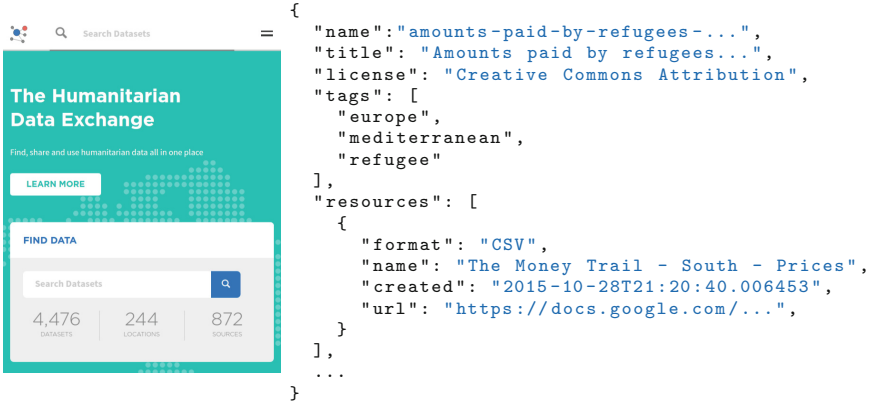 Search Datasets
The Humanitarian
Data Exchange
Find, share and use humanitarian data all in one place
LEARN MORE
FIND DATA
Search Datasets
4,476 244 872
DATASETS LOCATIONS SOURCES
{
"name":"amounts-paid-by-refugees-...",
"title": "Amounts paid by refugees...",
"license": "Creative Commons Attribution",
"tags": [
"europe",
"mediterranean",
"refugee"
],
"resources": [
{
"format": "CSV",
"name": "The Money Trail - South - Prices",
"created": "2015-10-28T21:20:40.006453",
"url": "https://docs.google.com/...",
}
],
...
}